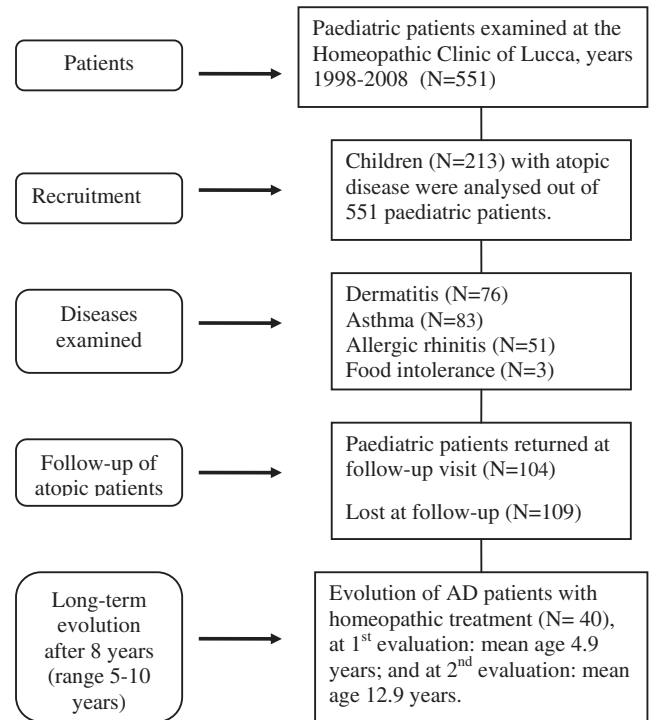 Patients
Paediatric patients examined at the
Homeopathic Clinic of Lucca, years
1998-2008 (N=551)
Recruitment
Children (N=213) with atopic
disease were analysed out of
551 paediatric patients.
Diseases
examined
Dermatitis (N=76)
Asthma (N=83)
Allergic rhinitis (N=51)
Food intolerance (N=3)
Follow-up of
atopic patients
Paediatric patients returned at
follow-up visit (N=104)
Lost at follow-up (N=109)
Long-term
evolution
after 8 years
(range 5-10
years)
Evolution of AD patients with
homeopathic treatment (N= 40),
at 1st evaluation: mean age 4.9
years; and at 2nd evaluation: mean
age 12.9 years.